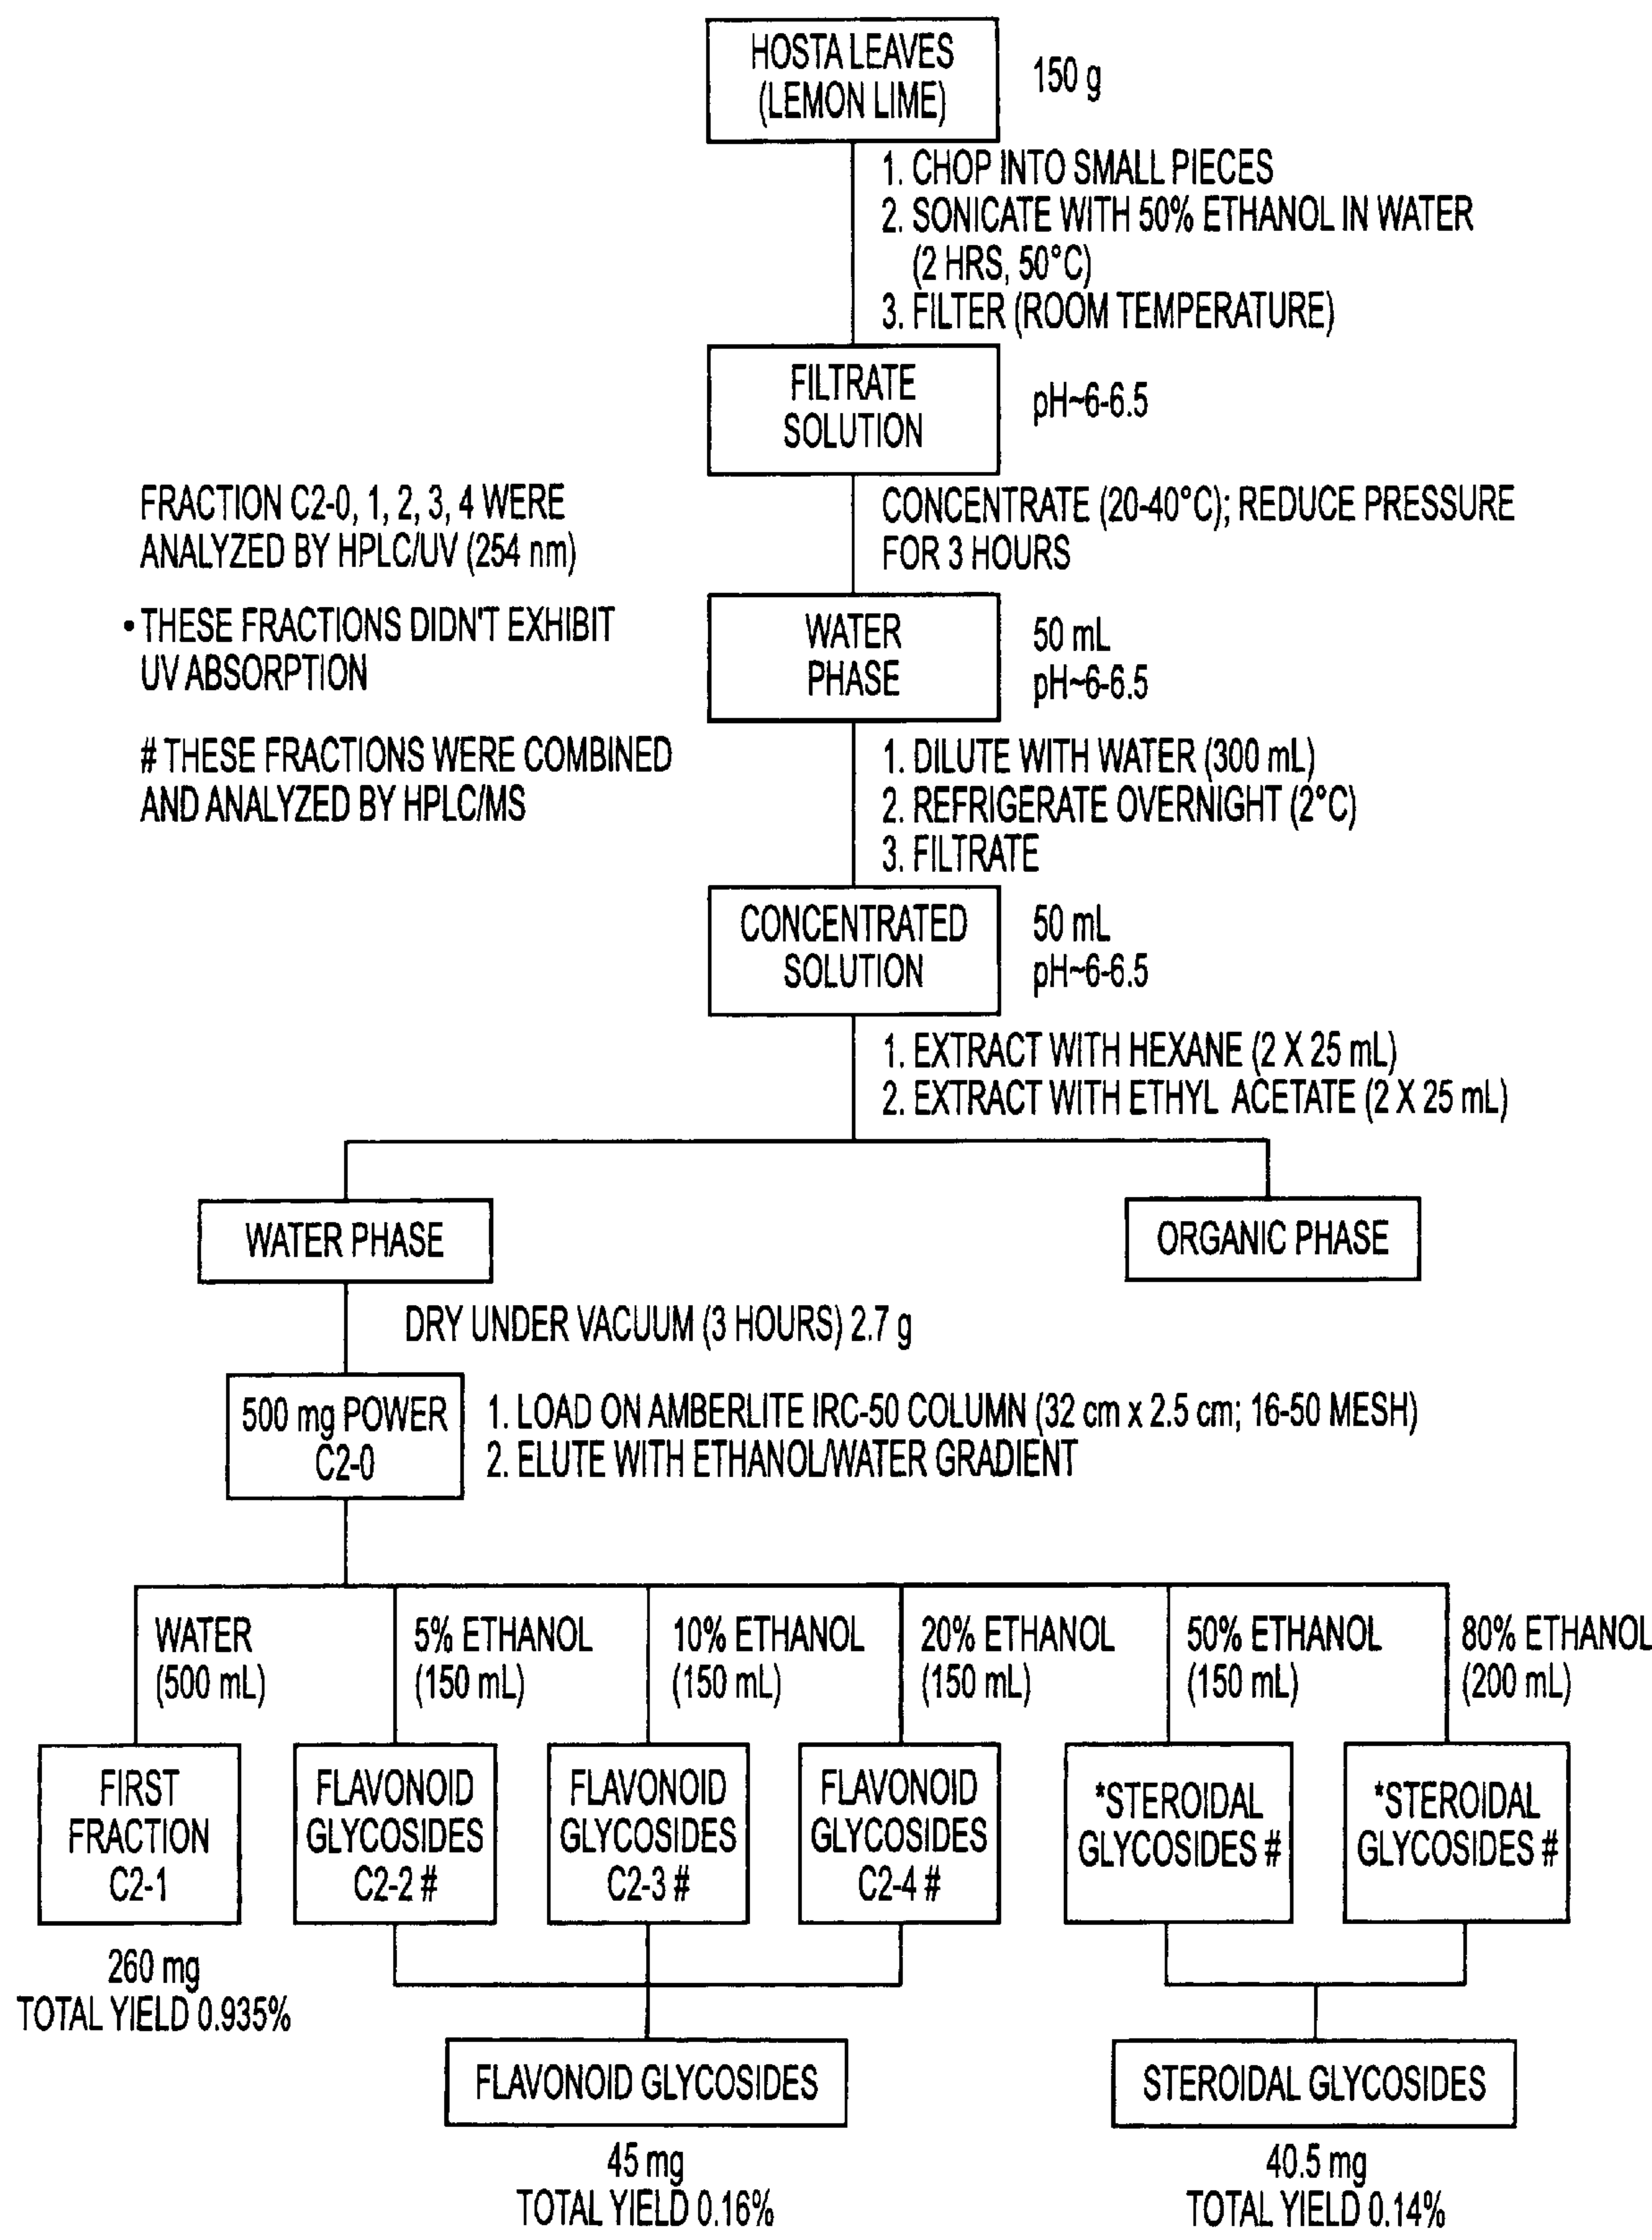 HOSTA LEAVES
(LEMON LIME)
150 g
1. CHOP INTO SMALL PIECES
2. SONICATE WITH 50% ETHANOL IN WATER
(2 HRS, 50°C)
3. FILTER (ROOM TEMPERATURE)
FILTRATE
SOLUTION
pH~6-6.5
FRACTION C2-0, 1, 2, 3, 4 WERE
ANALYZED BY HPLC/UV (254 nm)
• THESE FRACTIONS DIDN'T EXHIBIT
UV ABSORPTION
# THESE FRACTIONS WERE COMBINED
AND ANALYZED BY HPLC/MS
CONCENTRATE (20-40°C); REDUCE PRESSURE
FOR 3 HOURS
WATER
PHASE
50 mL
pH~6-6.5
1. DILUTE WITH WATER (300 mL)
2. REFRIGERATE OVERNIGHT (2°C)
3. FILTRATE
CONCENTRATED
SOLUTION
50 mL
pH~6-6.5
1. EXTRACT WITH HEXANE (2 X 25 mL)
2. EXTRACT WITH ETHYL ACETATE (2 X 25 mL)
WATER PHASE
ORGANIC PHASE
DRY UNDER VACUUM (3 HOURS) 2.7 g
500 mg POWER
C2-0
1. LOAD ON AMBERLITE IRC-50 COLUMN (32 cm x 2.5 cm; 16-50 MESH)
2. ELUTE WITH ETHANOL/WATER GRADIENT
WATER
(500 mL)
5% ETHANOL
(150 mL)
10% ETHANOL
(150 mL)
20% ETHANOL
(150 mL)
50% ETHANOL
(150 mL)
80% ETHANOL
(200 mL)
FIRST
FRACTION
C2-1
FLAVONOID
GLYCOSIDES
C2-2 #
FLAVONOID
GLYCOSIDES
C2-3 #
FLAVONOID
GLYCOSIDES
C2-4 #
*STEROIDAL
GLYCOSIDES #
*STEROIDAL
GLYCOSIDES #
260 mg
TOTAL YIELD 0.935%
FLAVONOID GLYCOSIDES
45 mg
TOTAL YIELD 0.16%
STEROIDAL GLYCOSIDES
40.5 mg
TOTAL YIELD 0.14%